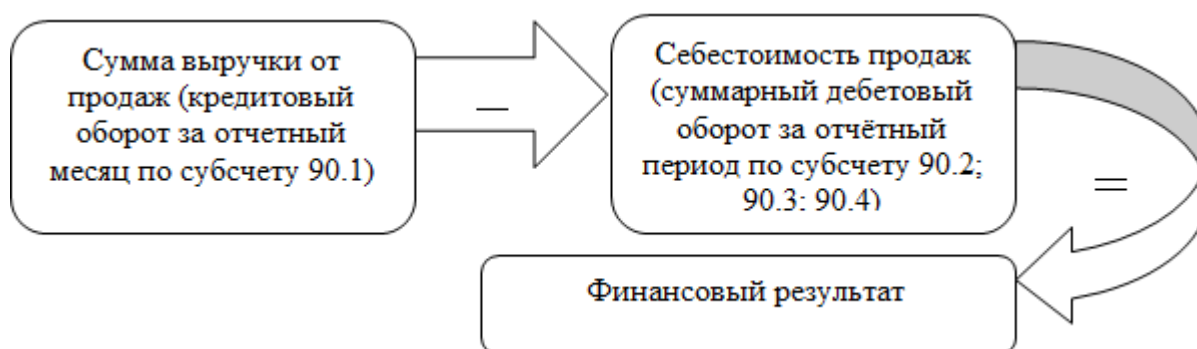 Сумма выручки от
продаж (кредитовый
оборот за отчетный
месяц по субсчету 90.1)
—
Себестоимость продаж
(суммарный дебетовый
оборот за отчётный
период по субсчету 90.2;
90.3; 90.4)
=
Финансовый результат